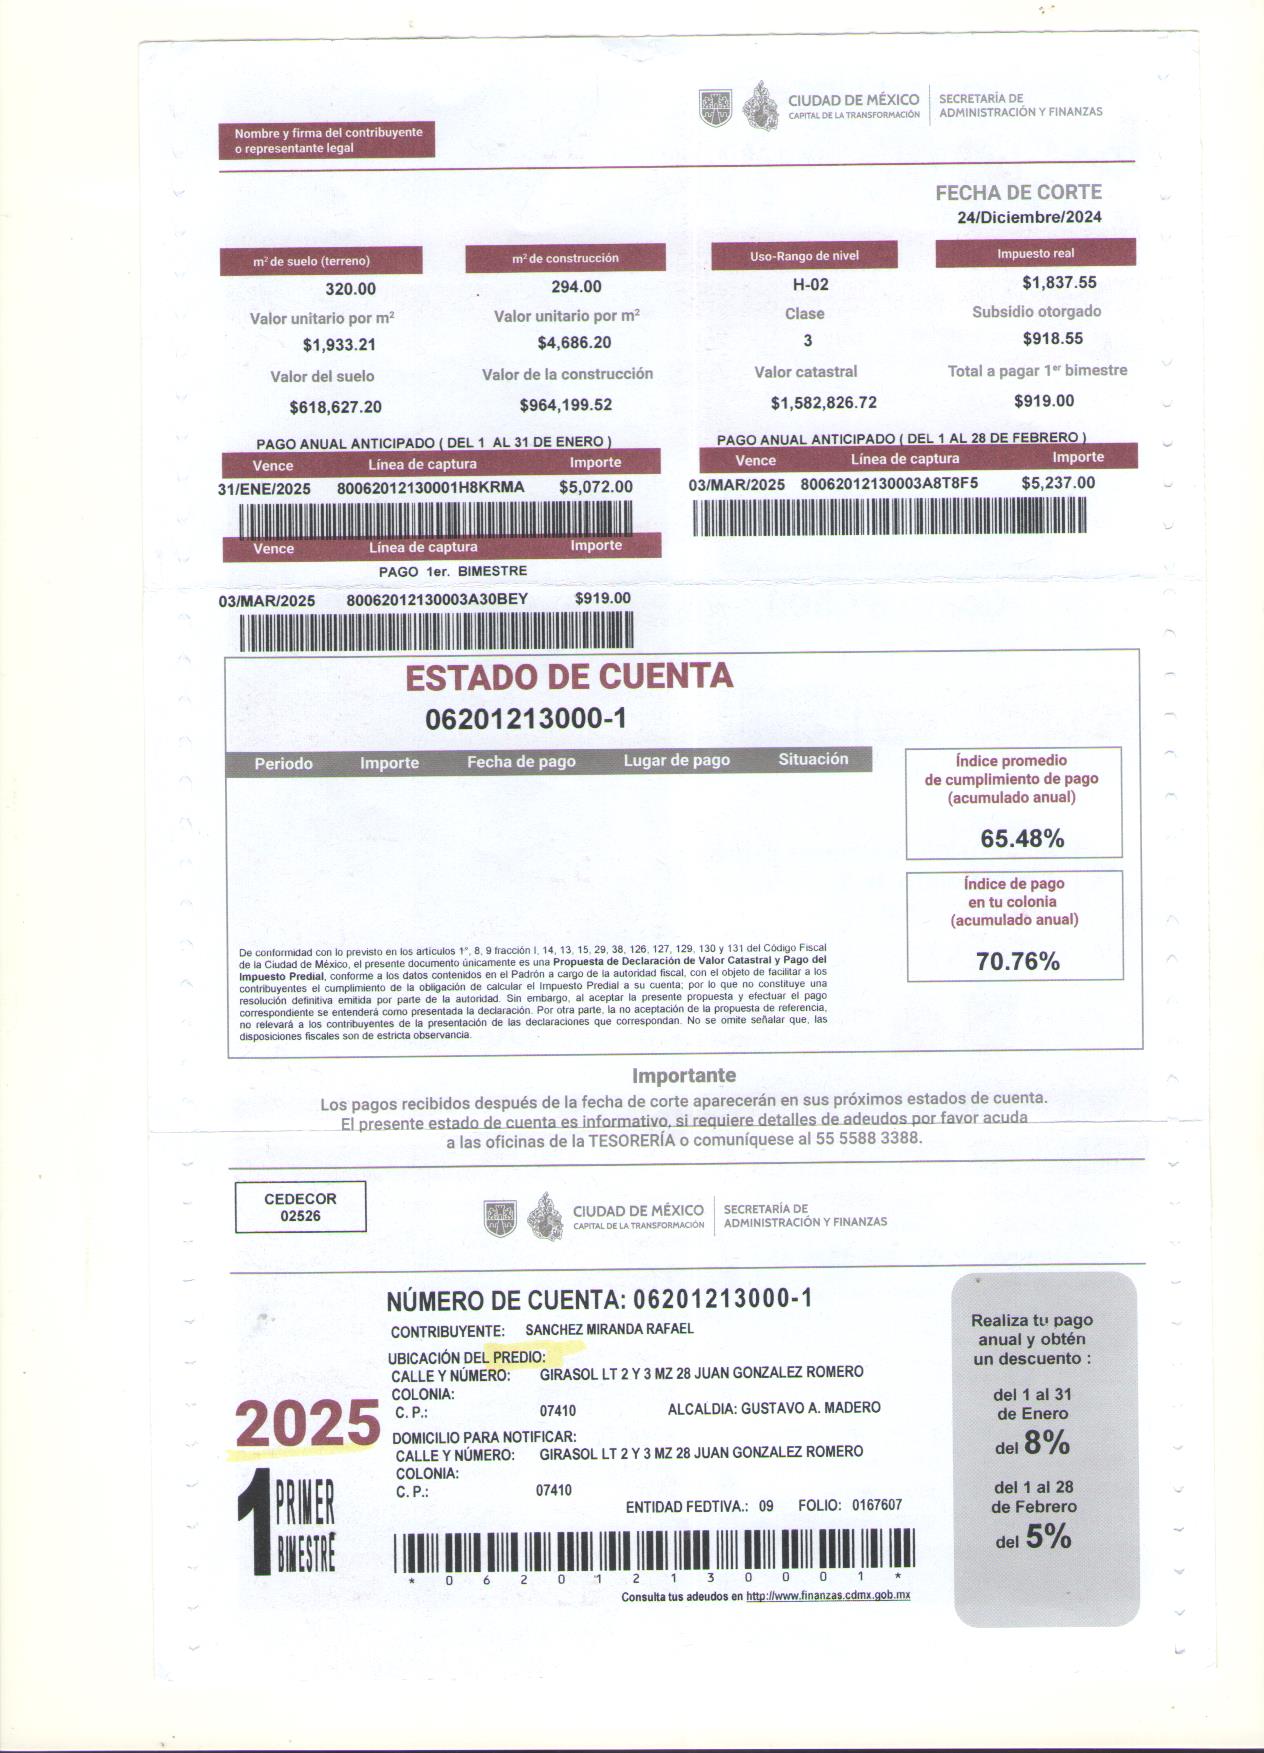 CIUDAD DE MÉXICO
CAPITAL DE LA TRANSFORMACIÓN
SECRETARÍA DE
ADMINISTRACIÓN Y FINANZAS
Nombre y firma del contribuyente
o representante legal
FECHA DE CORTE
24/Diciembre/2024
m² de suelo (terreno) m² de construcción Uso-Rango de nivel Impuesto real
320.00 294.00 H-02 $1,837.55
Valor unitario por m² Valor unitario por m² Clase Subsidio otorgado
$1,933.21 $4,686.20 3 $918.55
Valor del suelo Valor de la construcción Valor catastral Total a pagar 1er bimestre
$618,627.20 $964,199.52 $1,582,826.72 $919.00
PAGO ANUAL ANTICIPADO ( DEL 1 AL 31 DE ENERO )
Vence Línea de captura Importe
31/ENE/2025 80062012130001H8KRMA $5,072.00
PAGO ANUAL ANTICIPADO ( DEL 1 AL 28 DE FEBRERO )
Vence Línea de captura Importe
03/MAR/2025 80062012130003A8T8F5 $5,237.00
Vence Línea de captura Importe
PAGO 1er. BIMESTRE
03/MAR/2025 80062012130003A30BEY $919.00
ESTADO DE CUENTA
06201213000-1
Periodo Importe Fecha de pago Lugar de pago Situación
Índice promedio
de cumplimiento de pago
(acumulado anual)
65.48%
Índice de pago
en tu colonia
(acumulado anual)
70.76%
De conformidad con lo previsto en los artículos 1°, 8, 9 fracción I, 14, 13, 15, 29, 38, 126, 127, 129, 130 y 131 del Código Fiscal
de la Ciudad de México, el presente documento únicamente es una Propuesta de Declaración de Valor Catastral y Pago del
Impuesto Predial, conforme a los datos contenidos en el Padrón a cargo de la autoridad fiscal, con el objeto de facilitar a los
contribuyentes el cumplimiento de la obligación de calcular el Impuesto Predial a su cuenta; por lo que no constituye una
resolución definitiva emitida por parte de la autoridad. Sin embargo, al aceptar la presente propuesta y efectuar el pago
correspondiente se entenderá como presentada la declaración. Por otra parte, la no aceptación de la propuesta de referencia,
no relevará a los contribuyentes de la presentación de las declaraciones que correspondan. No se omite señalar que, las
disposiciones fiscales son de estricta observancia.
Importante
Los pagos recibidos después de la fecha de corte aparecerán en sus próximos estados de cuenta.
El presente estado de cuenta es informativo, si requiere detalles de adeudos por favor acuda
a las oficinas de la TESORERÍA o comuníquese al 55 5588 3388.
CEDECOR
02526
CIUDAD DE MÉXICO
CAPITAL DE LA TRANSFORMACIÓN
SECRETARÍA DE
ADMINISTRACIÓN Y FINANZAS
NÚMERO DE CUENTA: 06201213000-1
CONTRIBUYENTE: SANCHEZ MIRANDA RAFAEL
UBICACIÓN DEL PREDIO:
CALLE Y NÚMERO: GIRASOL LT 2 Y 3 MZ 28 JUAN GONZALEZ ROMERO
COLONIA:
C. P.: 07410 ALCALDIA: GUSTAVO A. MADERO
DOMICILIO PARA NOTIFICAR:
CALLE Y NÚMERO: GIRASOL LT 2 Y 3 MZ 28 JUAN GONZALEZ ROMERO
COLONIA:
C. P.: 07410
ENTIDAD FEDTIVA.: 09 FOLIO: 0167607
2025
1 PRIMER
BIMESTRE
* 0 6 2 0 1 2 1 3 0 0 0 1 *
Consulta tus adeudos en http://www.finanzas.cdmx.gob.mx
Realiza tu pago
anual y obtén
un descuento :
del 1 al 31
de Enero
del 8%
del 1 al 28
de Febrero
del 5%